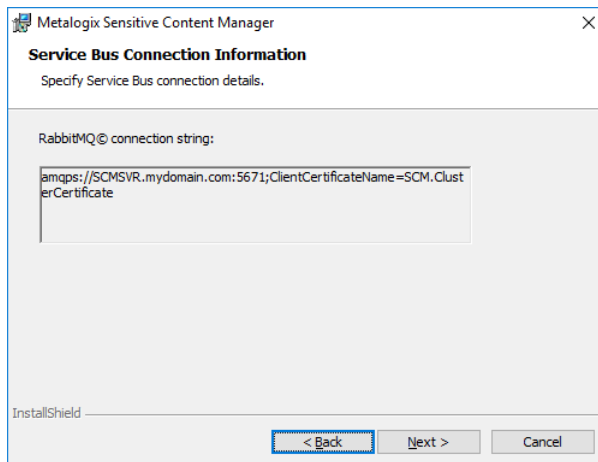 Metalogix Sensitive Content Manager
Service Bus Connection Information
Specify Service Bus connection details.
RabbitMQ© connection string:
amqps://SCMSVR.mydomain.com:5671;ClientCertificateName=SCM.Clust
erCertificate
InstallShield
< Back
Next >
Cancel